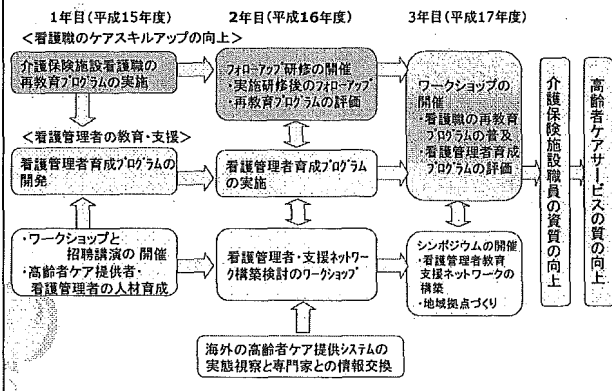 1年目(平成15年度)
2年目(平成16年度)
3年目(平成17年度)
<看護職のケアスキルアップの向上>
介護保険施設看護職の
再教育プログラムの実施
フォローアップ研修の開催
・実施研修後のフォローアップ
・再教育プログラムの評価
ワークショップの
開催
・看護職の再教育
プログラムの普及
・看護管理者育成
プログラムの評価
<看護管理者の教育・支援>
看護管理者育成プログラムの
開発
看護管理者育成プログラム
の実施
・ワークショップと
招聘講演の開催
・高齢者ケア提供者・
看護管理者の人材育成
看護管理者・支援ネットワー
ク構築検討のワークショップ
シンポジウムの開催
・看護管理者教育
支援ネットワークの
構築
・地域拠点づくり
海外の高齢者ケア提供システムの
実態視察と専門家との情報交換
介護保険施設職員の資質の向上
高齢者ケアサービスの質の向上